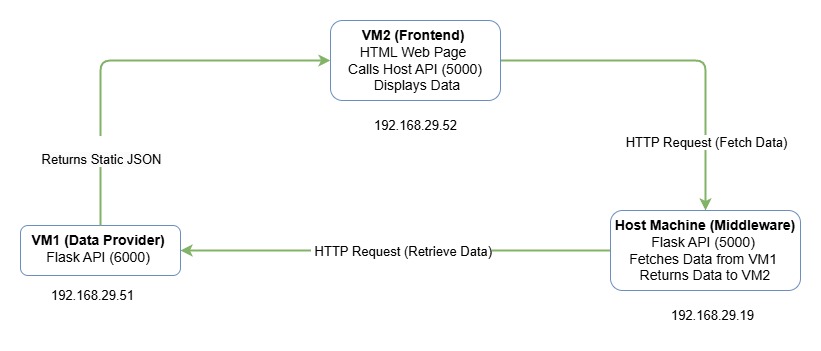 VM2 (Frontend)
HTML Web Page
Calls Host API (5000)
Displays Data
192.168.29.52
HTTP Request (Fetch Data)
Returns Static JSON
VM1 (Data Provider)
Flask API (6000)
192.168.29.51
HTTP Request (Retrieve Data)
Host Machine (Middleware)
Flask API (5000)
Fetches Data from VM1
Returns Data to VM2
192.168.29.19